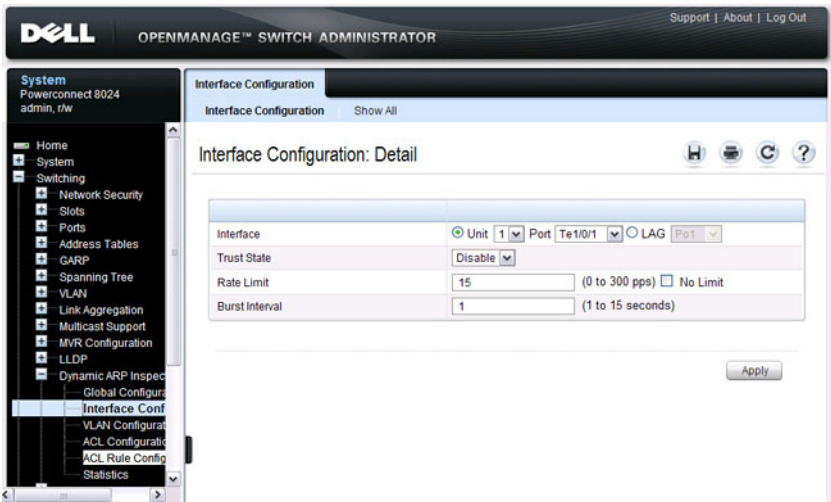 Support | About | Log Out
DELL OPENMANAGE™ SWITCH ADMINISTRATOR
System
Powerconnect 8024
admin, r/w
Home
System
Switching
Network Security
Slots
Ports
Address Tables
GARP
Spanning Tree
VLAN
Link Aggregation
Multicast Support
MVR Configuration
LLDP
Dynamic ARP Inspec
Global Configura
Interface Conf
VLAN Configurat
ACL Configuratio
ACL Rule Config
Statistics
Interface Configuration
Interface Configuration Show All
Interface Configuration: Detail
Interface Unit 1 Port Te1/0/1 LAG Po1
Trust State Disable
Rate Limit 15 (0 to 300 pps) No Limit
Burst Interval 1 (1 to 15 seconds)
Apply